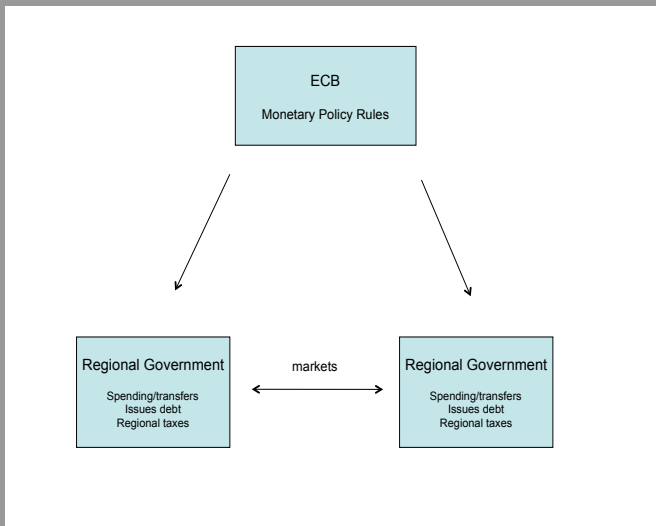 ECB
Monetary Policy Rules
Regional Government
Spending/transfers
Issues debt
Regional taxes
markets
Regional Government
Spending/transfers
Issues debt
Regional taxes